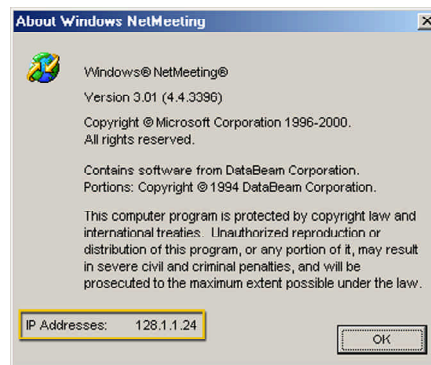 About Windows NetMeeting
Windows® NetMeeting®
Version 3.01 (4.4.3396)
Copyright © Microsoft Corporation 1996-2000.
All rights reserved.
Contains software from DataBeam Corporation.
Portions: Copyright © 1994 DataBeam Corporation.
This computer program is protected by copyright law and
international treaties. Unauthorized reproduction or
distribution of this program, or any portion of it, may result
in severe civil and criminal penalties, and will be
prosecuted to the maximum extent possible under the law.
IP Addresses: 128.1.1.24
OK